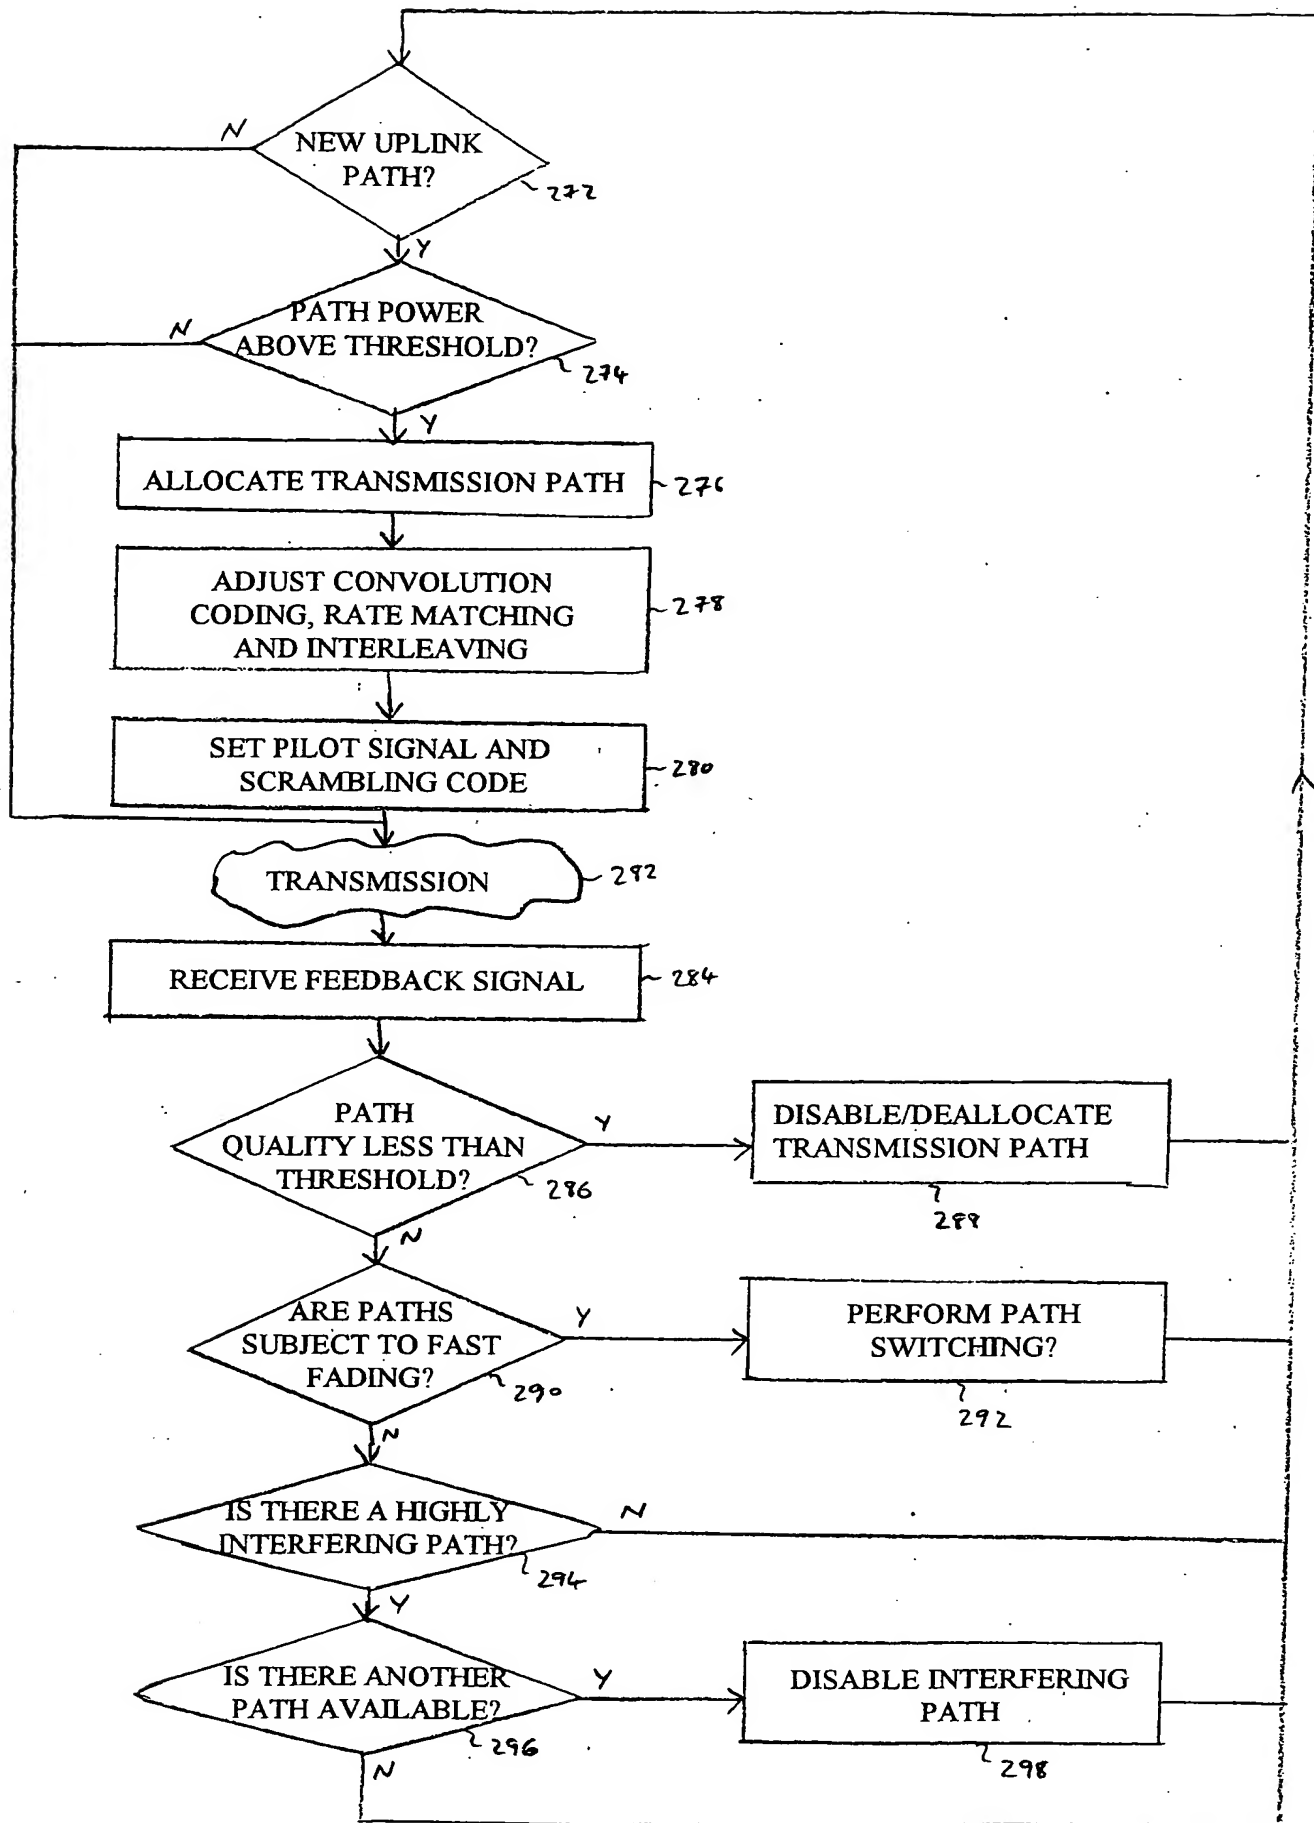 N
NEW UPLINK
PATH?
272
Y
PATH POWER
N
ABOVE THRESHOLD?
274
Y
ALLOCATE TRANSMISSION PATH
276
ADJUST CONVOLUTION
CODING, RATE MATCHING
AND INTERLEAVING
278
SET PILOT SIGNAL AND
SCRAMBLING CODE
280
TRANSMISSION
282
RECEIVE FEEDBACK SIGNAL
284
PATH
QUALITY LESS THAN
THRESHOLD?
286
Y
DISABLE/DEALLOCATE
TRANSMISSION PATH
288
N
ARE PATHS
SUBJECT TO FAST
FADING?
290
Y
PERFORM PATH
SWITCHING?
292
N
IS THERE A HIGHLY
INTERFERING PATH?
294
N
Y
IS THERE ANOTHER
PATH AVAILABLE?
296
Y
DISABLE INTERFERING
PATH
298
N